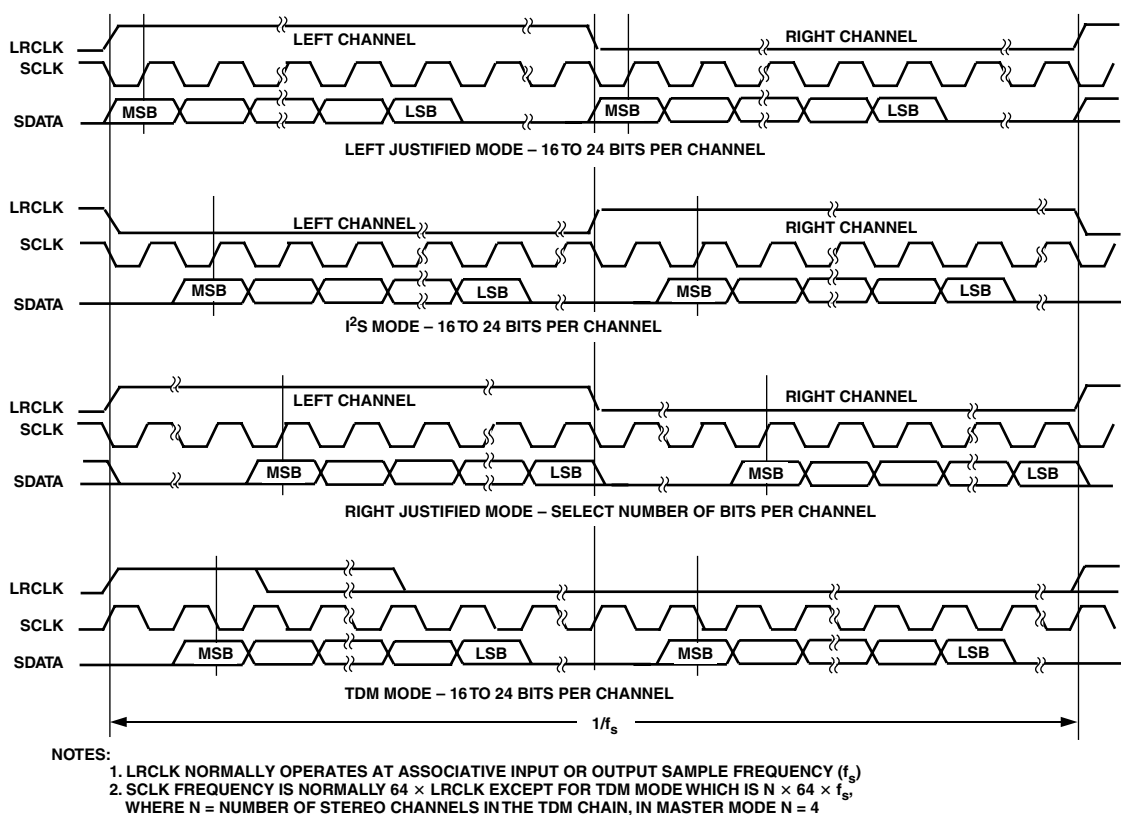 LRCLK LEFT CHANNEL RIGHT CHANNEL
SCLK
SDATA MSB LSB MSB LSB
LEFT JUSTIFIED MODE – 16 TO 24 BITS PER CHANNEL
LRCLK LEFT CHANNEL RIGHT CHANNEL
SCLK
SDATA MSB LSB MSB LSB
I²S MODE – 16 TO 24 BITS PER CHANNEL
LRCLK LEFT CHANNEL RIGHT CHANNEL
SCLK
SDATA MSB LSB MSB LSB
RIGHT JUSTIFIED MODE – SELECT NUMBER OF BITS PER CHANNEL
LRCLK
SCLK
SDATA MSB LSB MSB LSB
TDM MODE – 16 TO 24 BITS PER CHANNEL
1/fs
NOTES:
1. LRCLK NORMALLY OPERATES AT ASSOCIATIVE INPUT OR OUTPUT SAMPLE FREQUENCY (fs)
2. SCLK FREQUENCY IS NORMALLY 64 × LRCLK EXCEPT FOR TDM MODE WHICH IS N × 64 × fs,
WHERE N = NUMBER OF STEREO CHANNELS IN THE TDM CHAIN, IN MASTER MODE N = 4